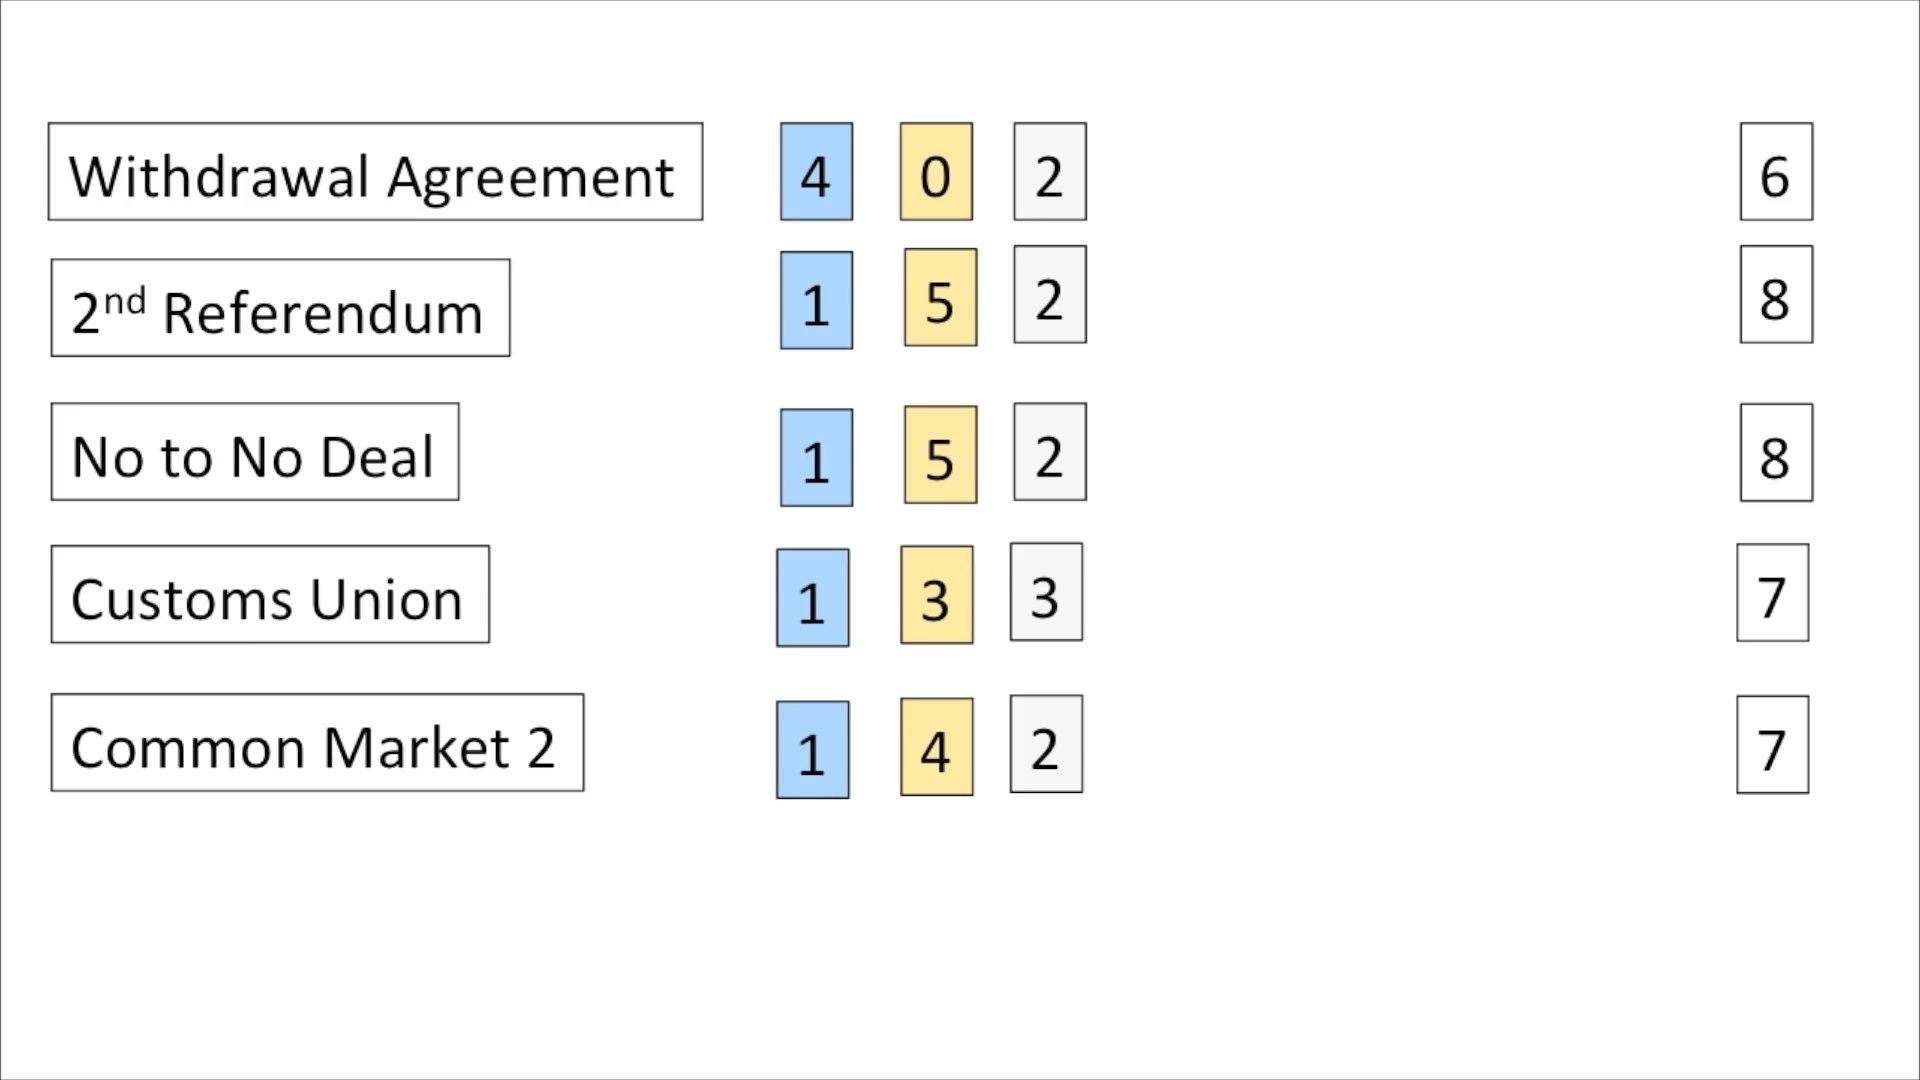 Withdrawal Agreement 4 0 2 6
2nd Referendum 1 5 2 8
No to No Deal 1 5 2 8
Customs Union 1 3 3 7
Common Market 2 1 4 2 7